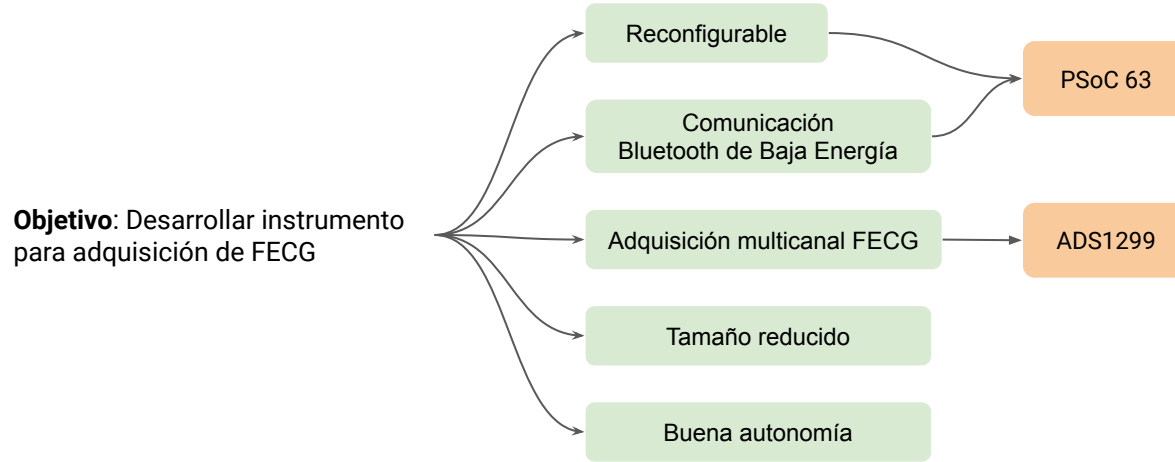 Objetivo: Desarrollar instrumento
para adquisición de FECG
Reconfigurable
Comunicación
Bluetooth de Baja Energía
Adquisición multicanal FECG
Tamaño reducido
Buena autonomía
PSoC 63
ADS1299